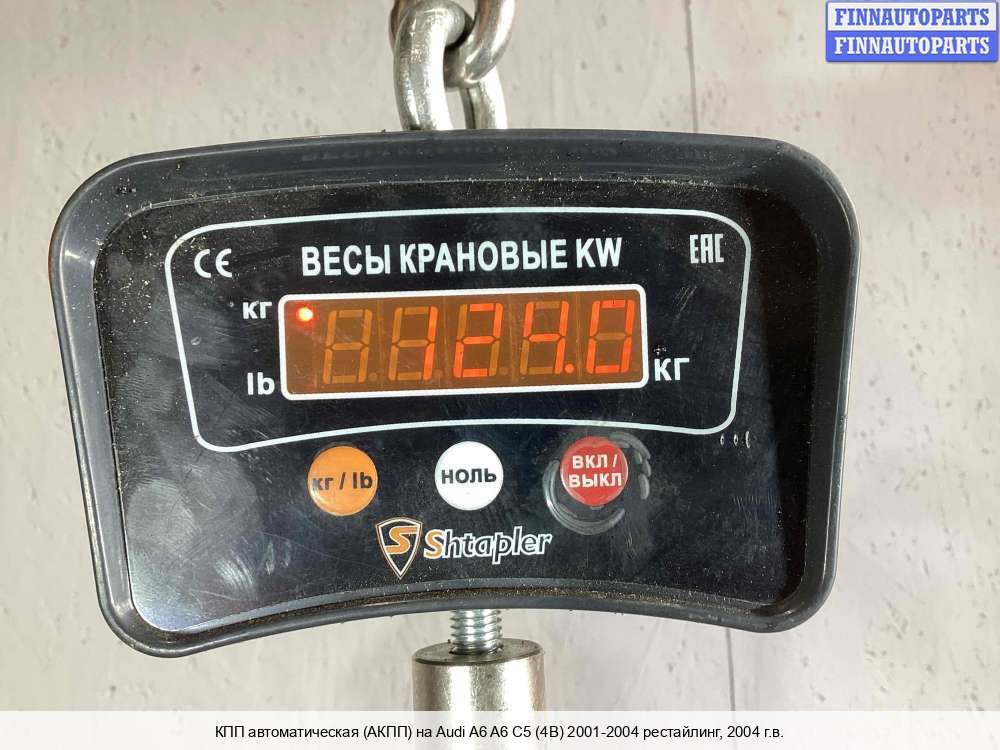 FINNAUTOPARTS
FINNAUTOPARTS
CE
ВЕСЫ КРАНОВЫЕ KW
EAC
кг
lb
124.0
кг
кг / lb
НОЛЬ
ВКЛ /
ВЫКЛ
S Shtapler
КПП автоматическая (АКПП) на Audi A6 A6 C5 (4B) 2001-2004 рестайлинг, 2004 г.в.